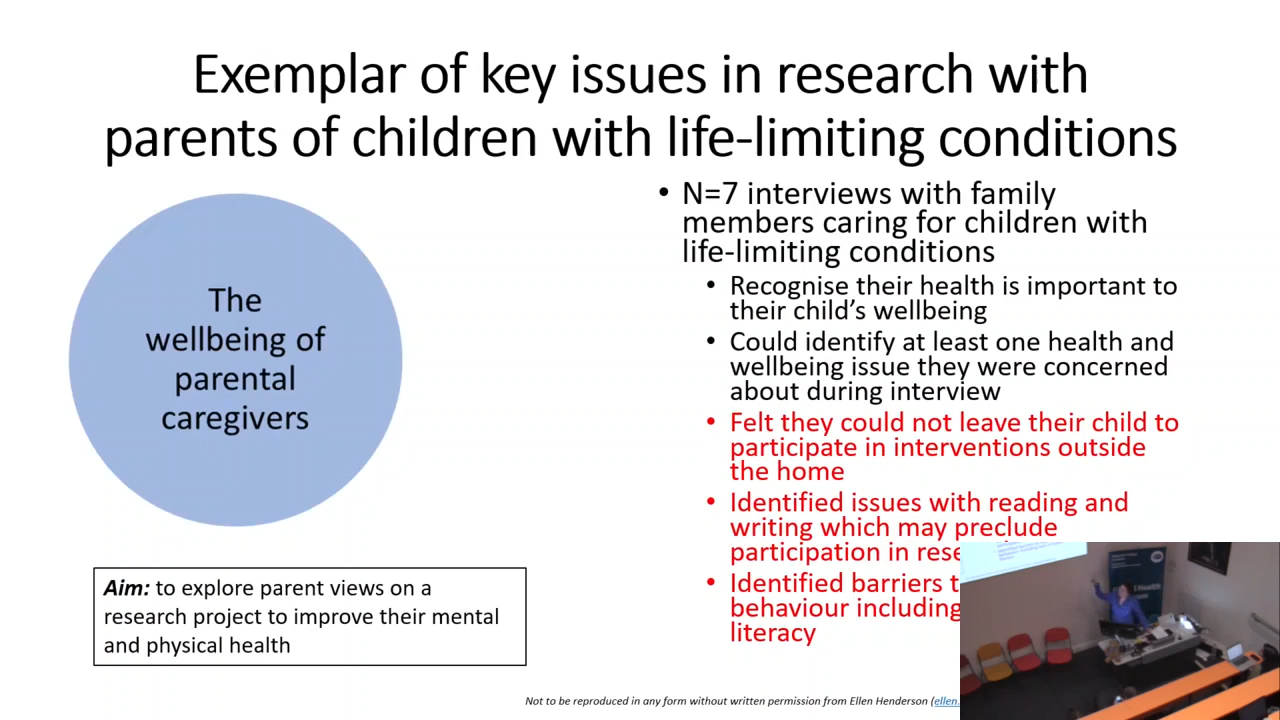 Exemplar of key issues in research with
parents of children with life-limiting conditions
The
wellbeing of
parental
caregivers
Aim: to explore parent views on a
research project to improve their mental
and physical health
• N=7 interviews with family
members caring for children with
life-limiting conditions
• Recognise their health is important to
their child's wellbeing
• Could identify at least one health and
wellbeing issue they were concerned
about during interview
• Felt they could not leave their child to
participate in interventions outside
the home
• Identified issues with reading and
writing which may preclude
participation in
• Identified barriers
behaviour including
literacy
Not to be reproduced in any form without written permission from Ellen Henderson (ellen.